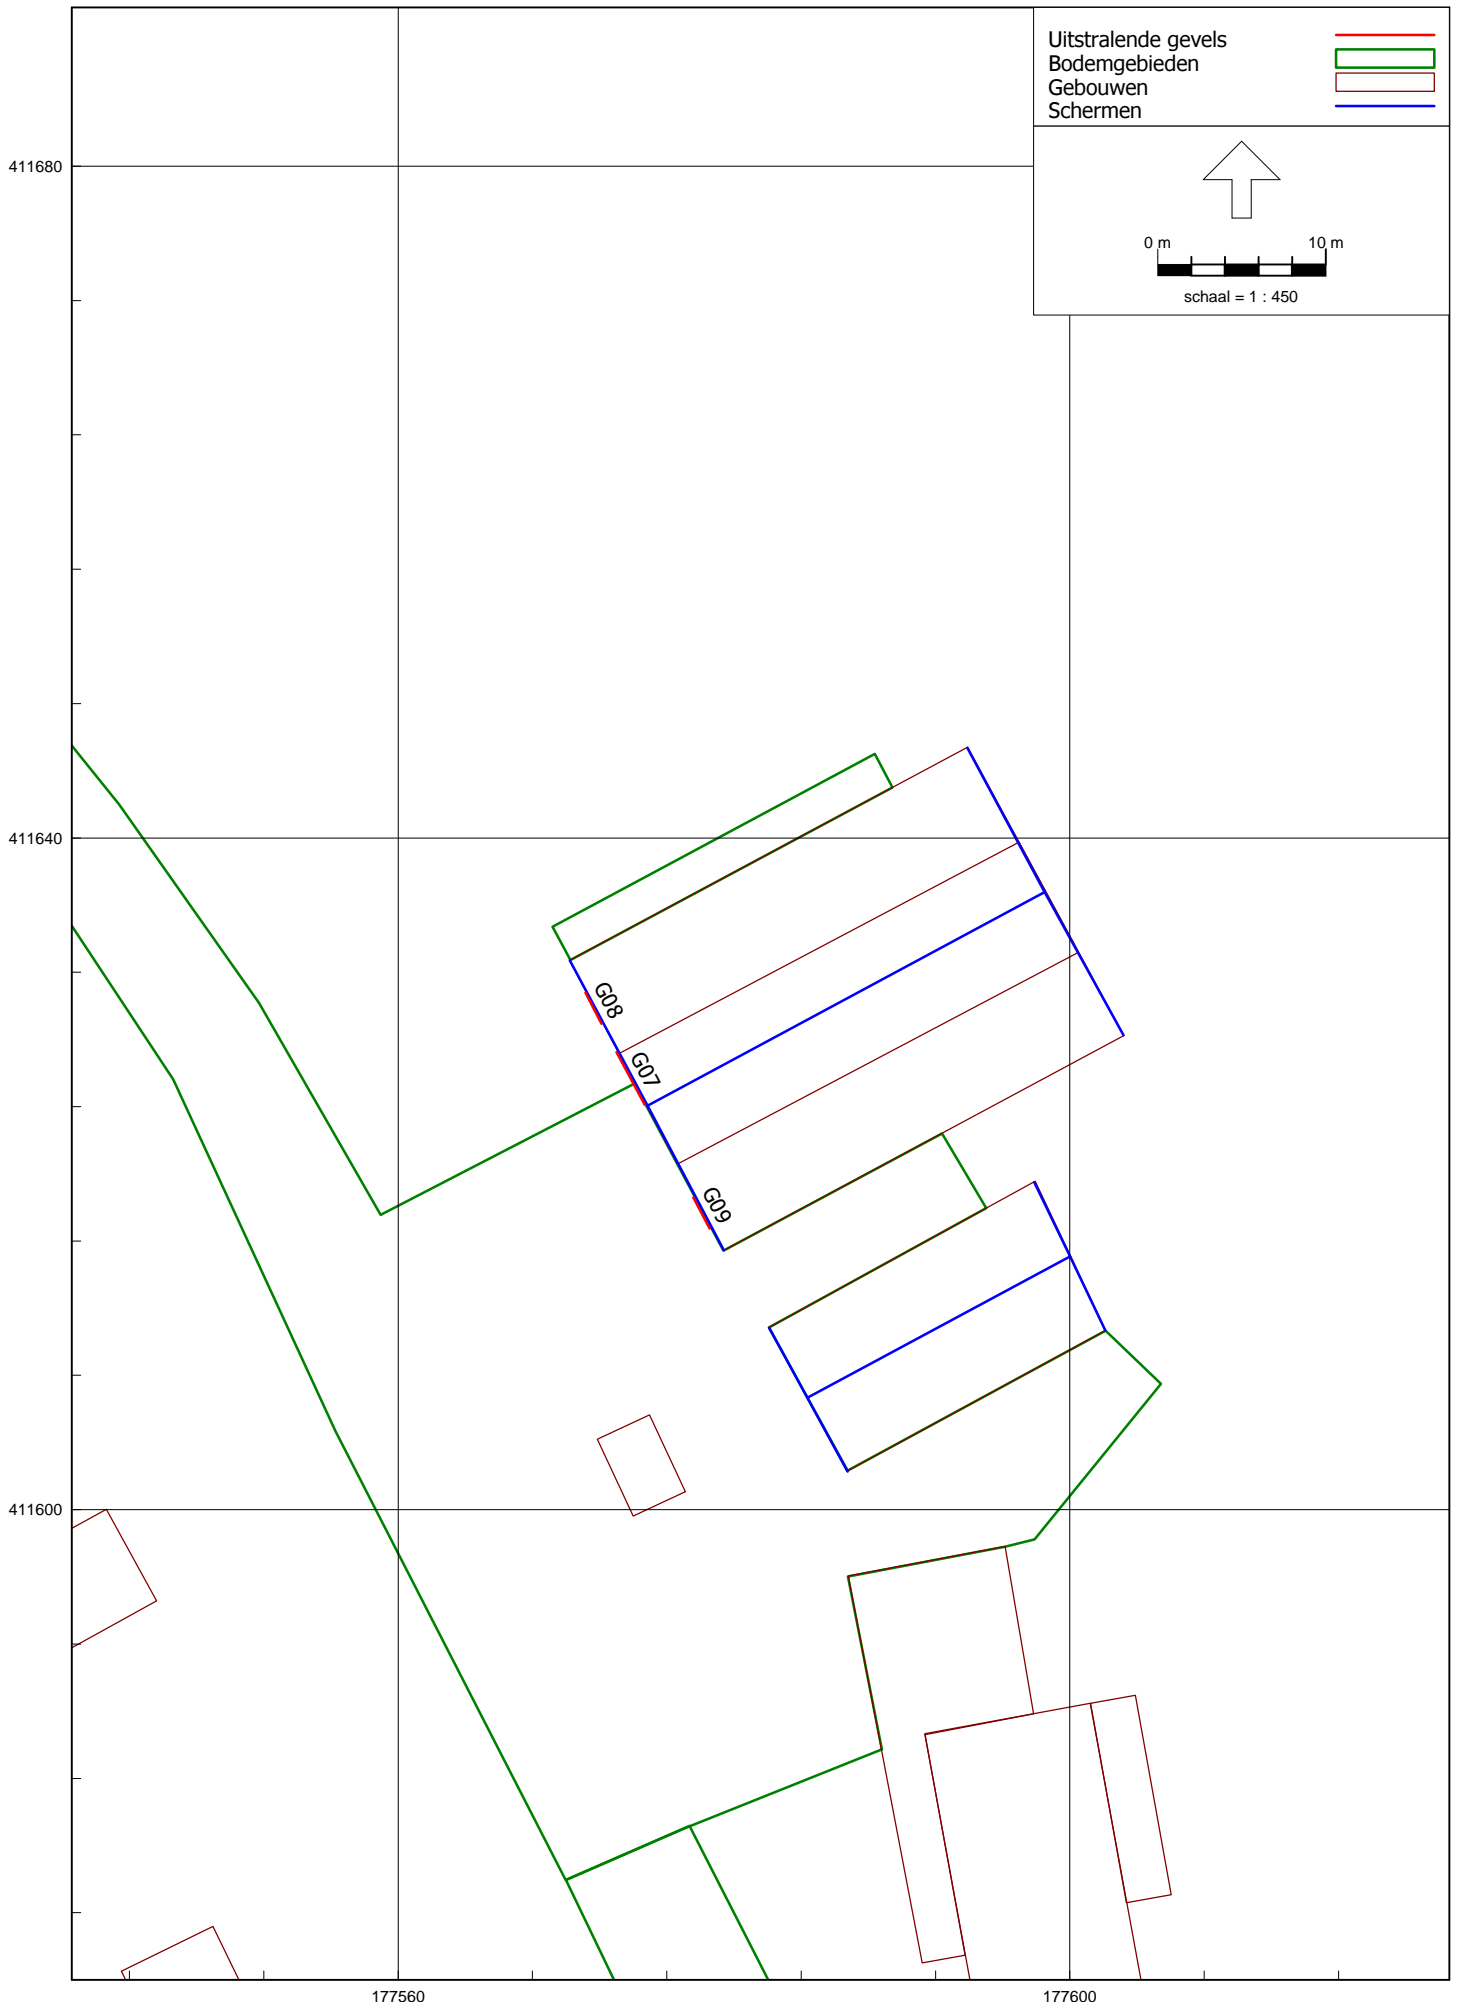 Uitstralende gevels
Bodemgebieden
Gebouwen
Schermen
411680
0 m 10 m
schaal = 1 : 450
411640
G08
G07
G09
411600
177560 177600